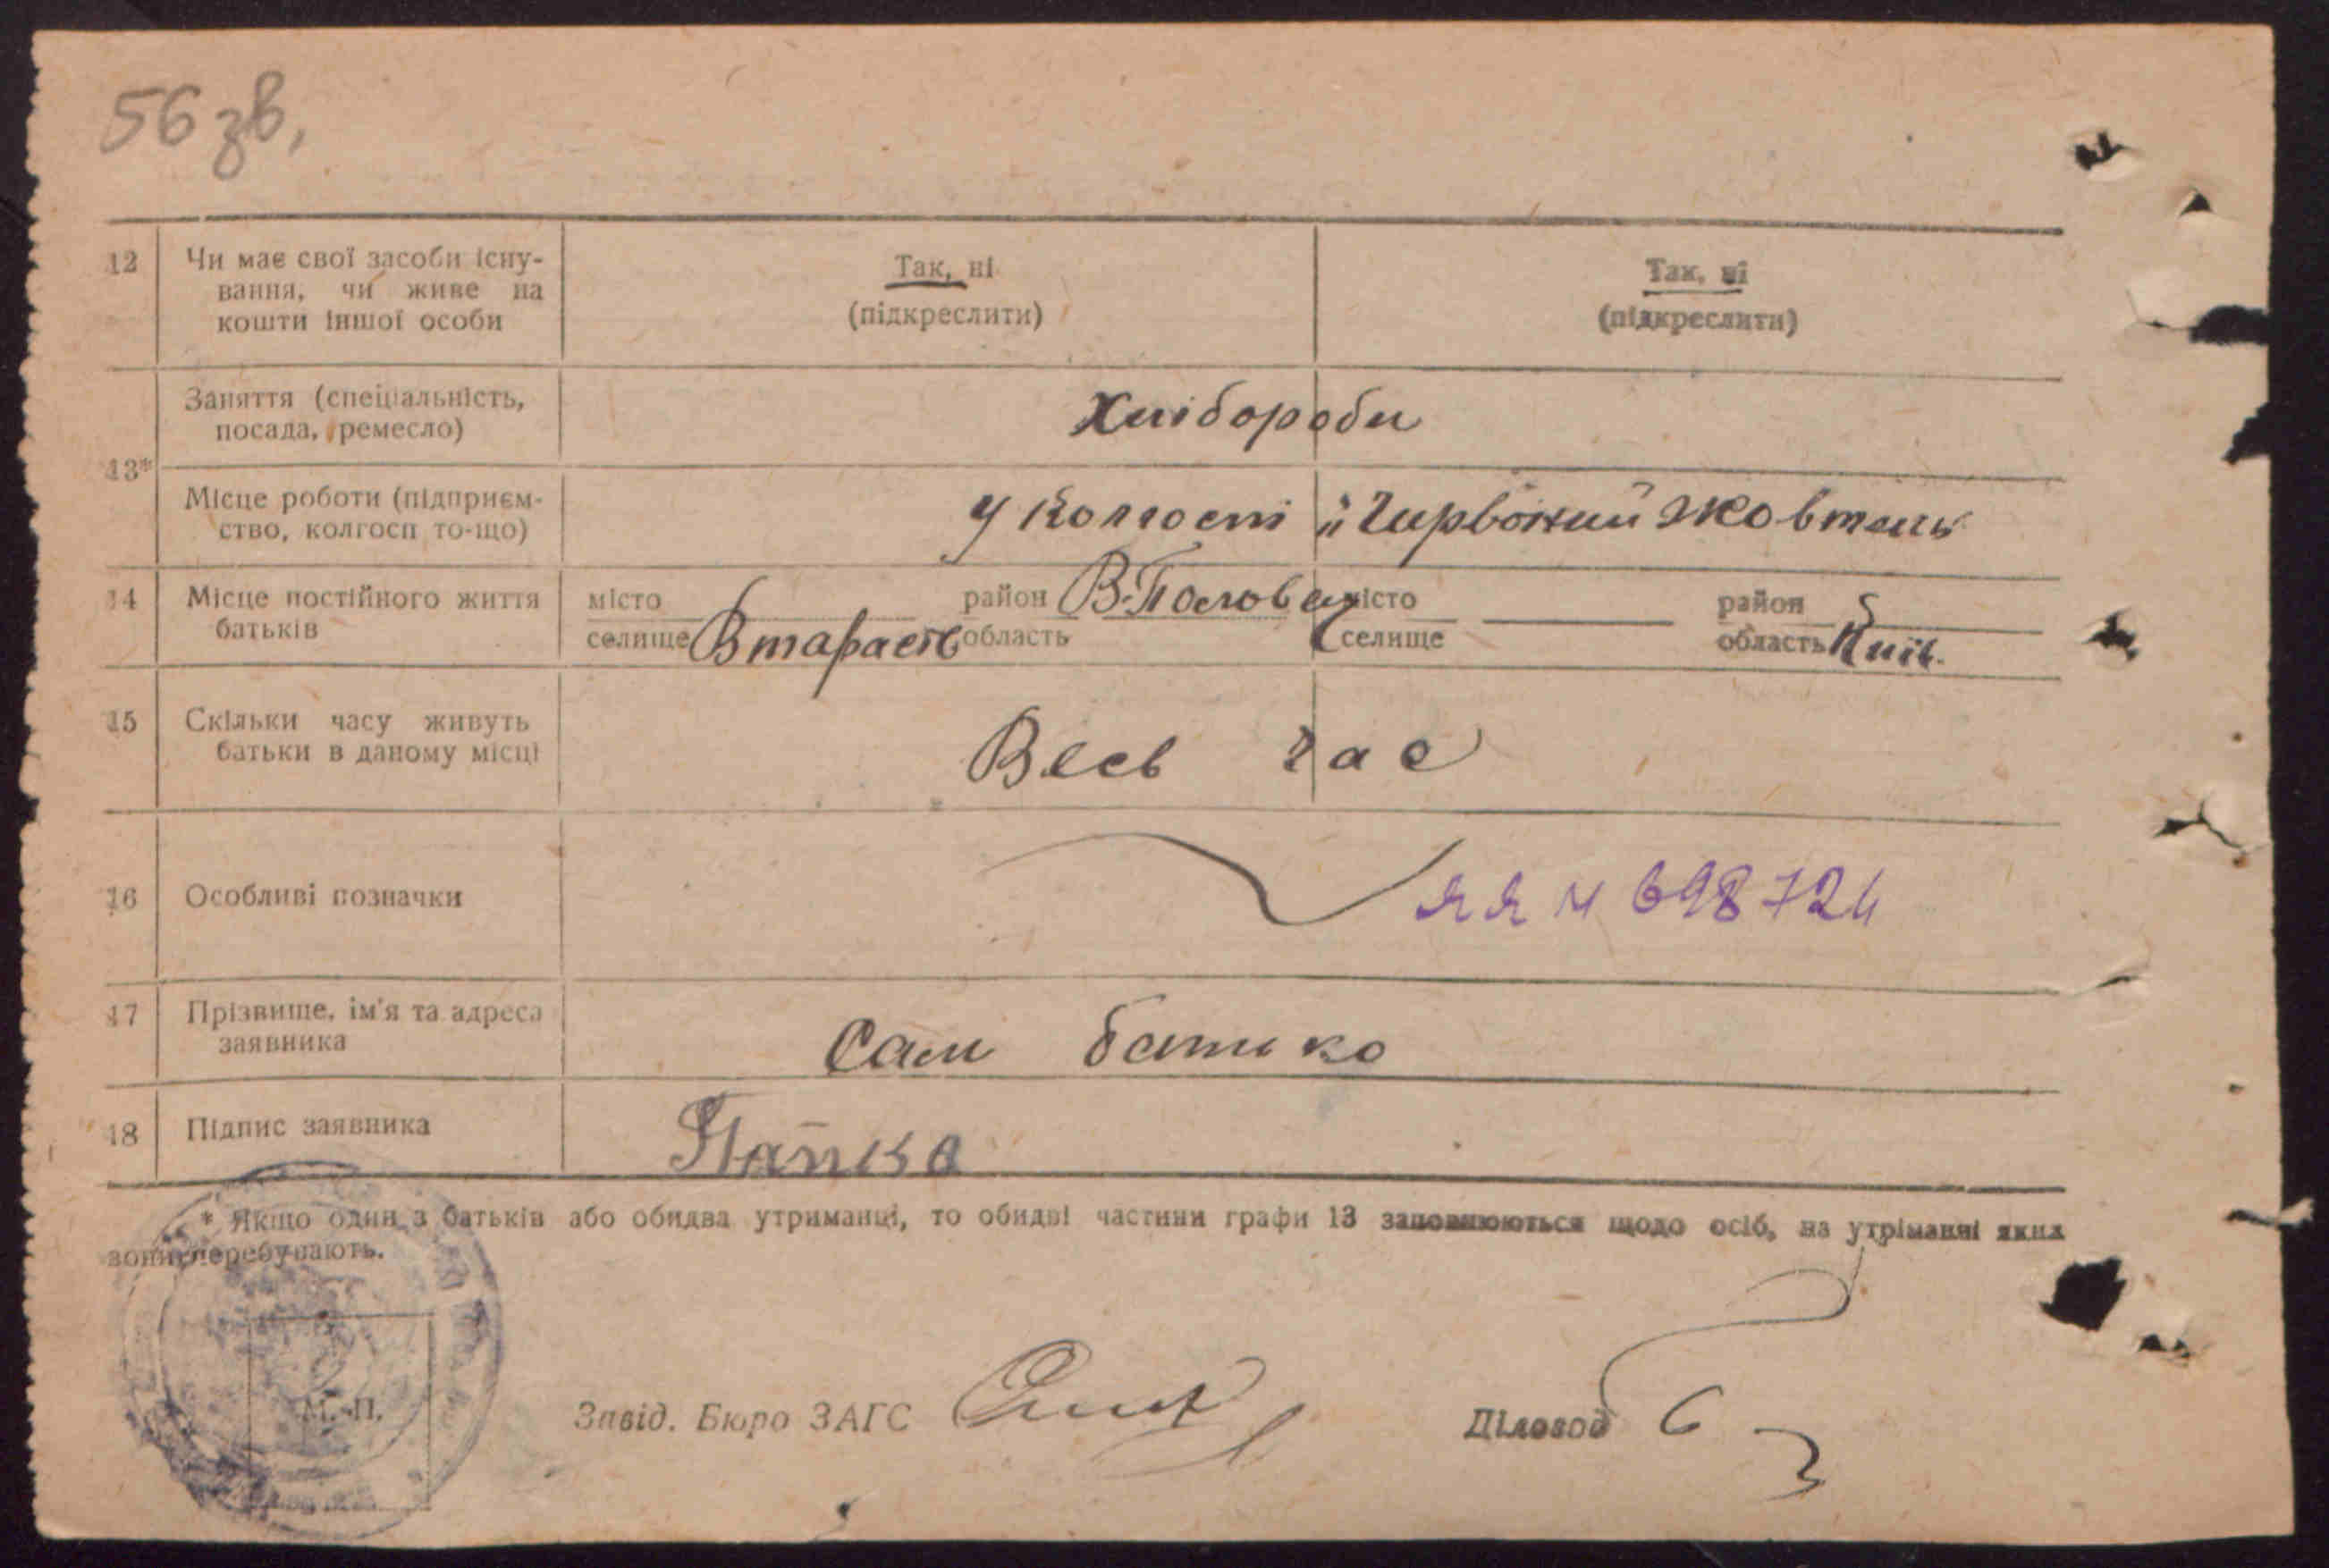 56 зв,
12 Чи має свої засоби існу-
вання, чи живе на
кошти іншої особи
Так, ні
(підкреслити)
Так, ні
(підкреслити)
13*
Заняття (спеціальність,
посада, ремесло)
Хлібороби
Місце роботи (підприєм-
ство, колгосп то-що)
у колгоспі "Червоний жовтень
14 Місце постійного життя
батьків
місто район В-Половец
селище Втараств область
місто район
селище область Київ.
15 Скільки часу живуть
батьки в даному місці
Весь час
16 Особливі позначки
ЯЯ № 698724
17 Прізвище, ім'я та адреса
заявника
Сам батько
18 Підпис заявника
* Якщо один з батьків або обидва утриманці, то обидві частини графи 13 заповнюються щодо осіб, на утріманні яких
вони перебувають.
М. П.
Завід. Бюро ЗАГС
Діловод